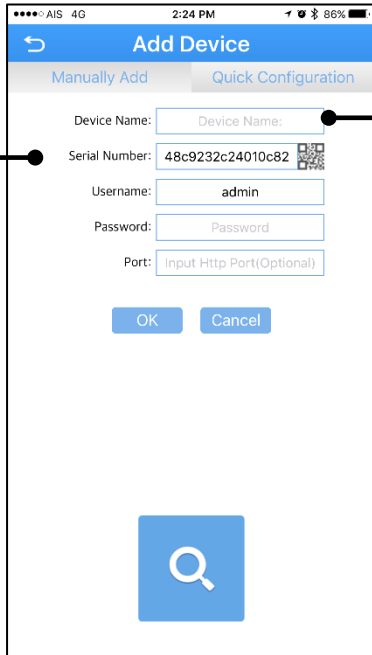 AIS 4G 2:24 PM 86%
Add Device
Manually Add Quick Configuration
Device Name: Device Name:
Serial Number: 48c9232c24010c82
Username: admin
Password: Password
Port: Input Http Port(Optional)
OK Cancel